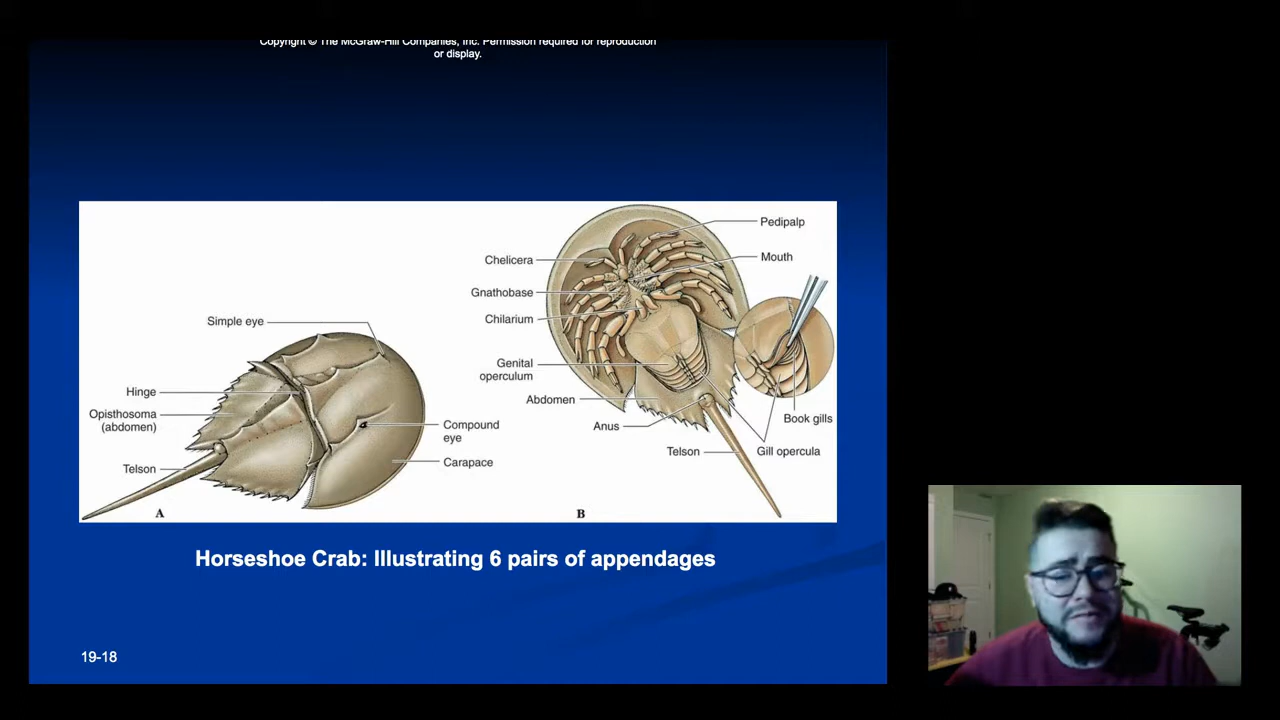 Copyright © The McGraw-Hill Companies, Inc. Permission required for reproduction
or display.
Simple eye
Hinge
Opisthosoma
(abdomen)
Telson
Compound
eye
Carapace
A
Chelicera
Gnathobase
Chilarium
Genital
operculum
Abdomen
Anus
Telson
Pedipalp
Mouth
Book gills
Gill opercula
B
Horseshoe Crab: Illustrating 6 pairs of appendages
19-18